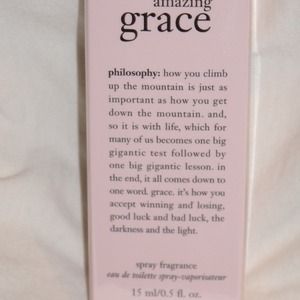 amazing
grace
philosophy: how you climb
up the mountain is just as
important as how you get
down the mountain. and,
so it is with life, which for
many of us becomes one big
gigantic test followed by
one big gigantic lesson. in
the end, it all comes down to
one word. grace. it's how you
accept winning and losing,
good luck and bad luck, the
darkness and the light.
spray fragrance
eau de toilette spray-vaporisateur
15 ml/0.5 fl. oz.